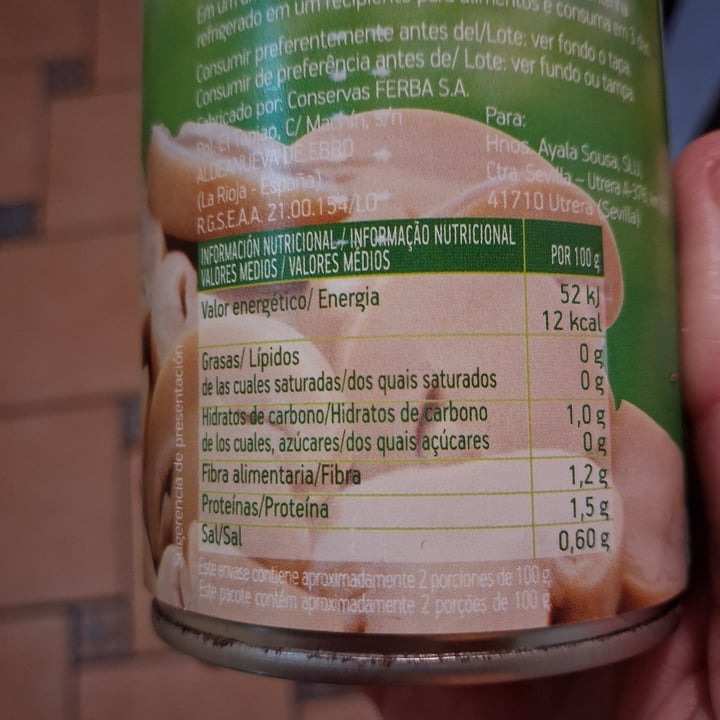 refrigerado em um recipiente para alimentos e consuma em 3
Consumir preferentemente antes del/Lote: ver fondo o tapa.
Consumir de preferência antes de/ Lote: ver fundo ou tampa.
Fabricado por: Conservas FERBA S.A.
C/ s/n
ALDEANUEVA DE EBRO
(La Rioja - España)
R.G.S.E.A.A. 21.00.154/LO
Para:
Hnos. Ayala Sousa, SLU.
Ctra. Sevilla - Utrera A-376,
41710 Utrera (Sevilla)
INFORMACIÓN NUTRICIONAL / INFORMAÇÃO NUTRICIONAL
VALORES MEDIOS / VALORES MÉDIOS
POR 100 g
Valor energético/ Energia 52 kJ
12 kcal
Grasas/ Lípidos 0 g
de las cuales saturadas/dos quais saturados 0 g
Hidratos de carbono/Hidratos de carbono 1,0 g
de los cuales, azúcares/dos quais açúcares 0 g
Fibra alimentaria/Fibra 1,2 g
Proteínas/Proteína 1,5 g
Sal/Sal 0,60 g
Este envase contiene aproximadamente 2 porciones de 100 g
Este pacote contém aproximadamente 2 porções de 100 g
Sugerencia de presentación